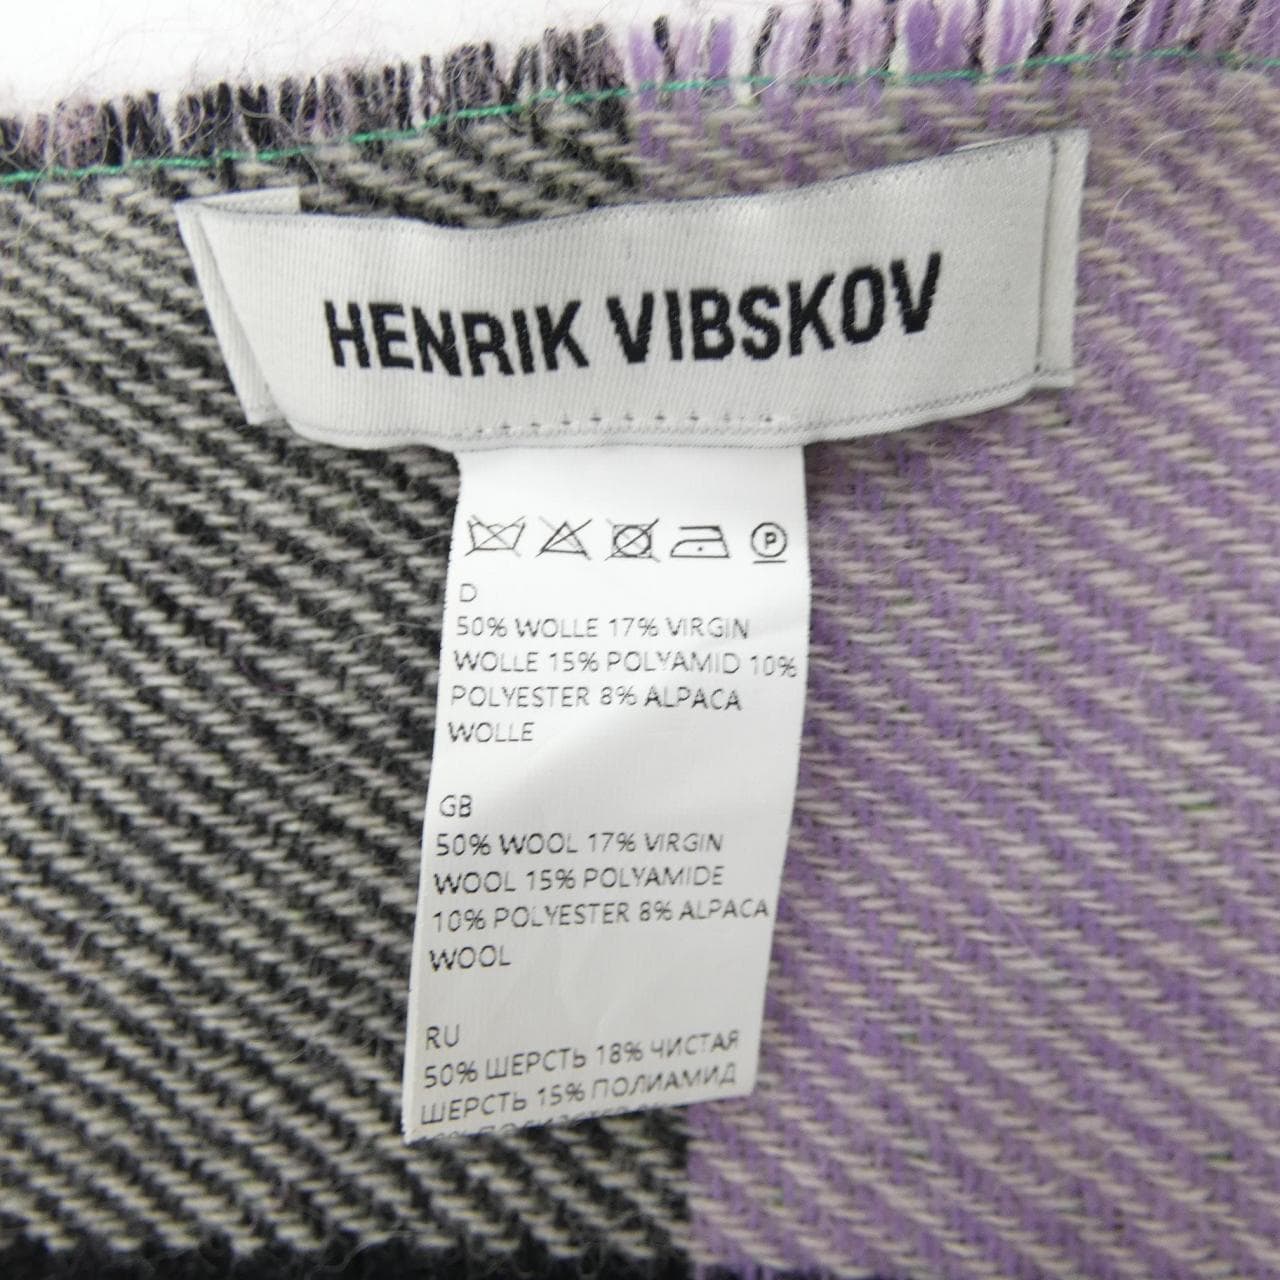 HENRIK VIBSKOV
P
D
50% WOLLE 17% VIRGIN
WOLLE 15% POLYAMID 10%
POLYESTER 8% ALPACA
WOLLE
GB
50% WOOL 17% VIRGIN
WOOL 15% POLYAMIDE
10% POLYESTER 8% ALPACA
WOOL
RU
50% ШЕРСТЬ 18% ЧИСТАЯ
ШЕРСТЬ 15% ПОЛИАМИД